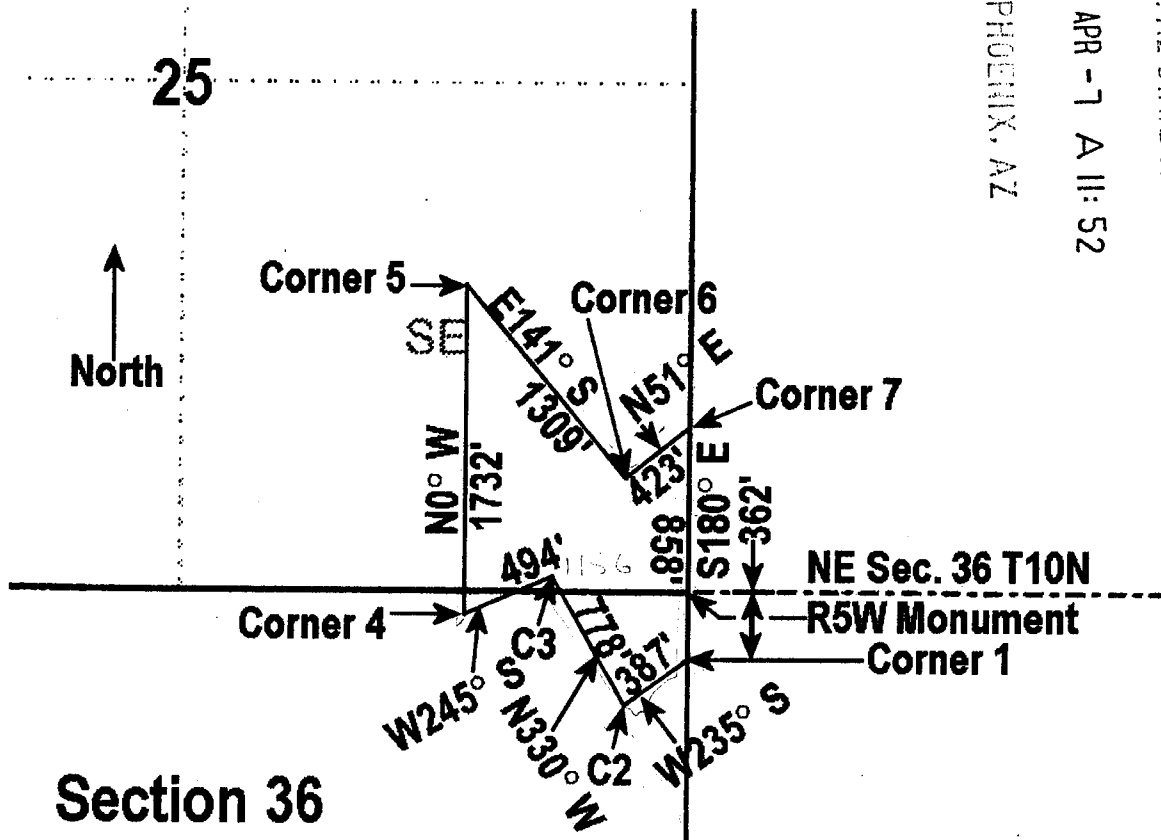 APR -7 A 11:52
PHOENIX, AZ
25
Corner 5
Corner 6
SE
North
E141° S
1309'
N51° E
423'
Corner 7
N0° W
1732'
858'
S180° E
362'
494'
NE Sec. 36 T10N
R5W Monument
Corner 4
C3
778'
387'
Corner 1
W245° S
N330° W
C2
W235° S
Section 36